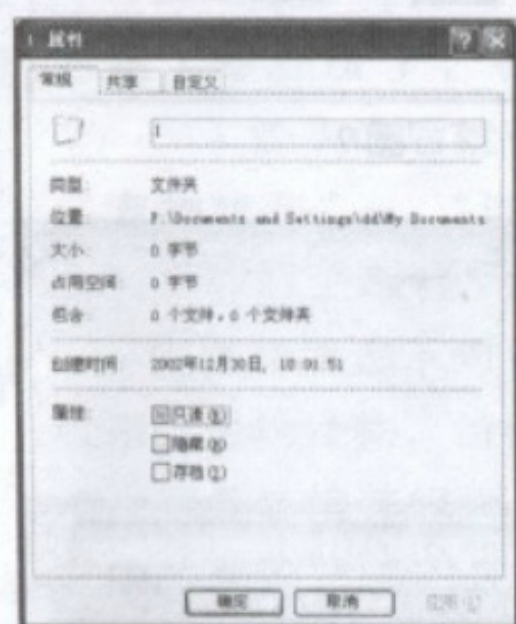 1 属性
常规 共享 自定义
1
类型: 文件夹
位置: F:\Documents and Settings\dd\My Documents
大小: 0 字节
占用空间: 0 字节
包含: 0 个文件,0 个文件夹
创建时间: 2002年12月30日, 10:01:51
属性: 只读(R)
隐藏(H)
存档(I)
确定 取消 应用(A)